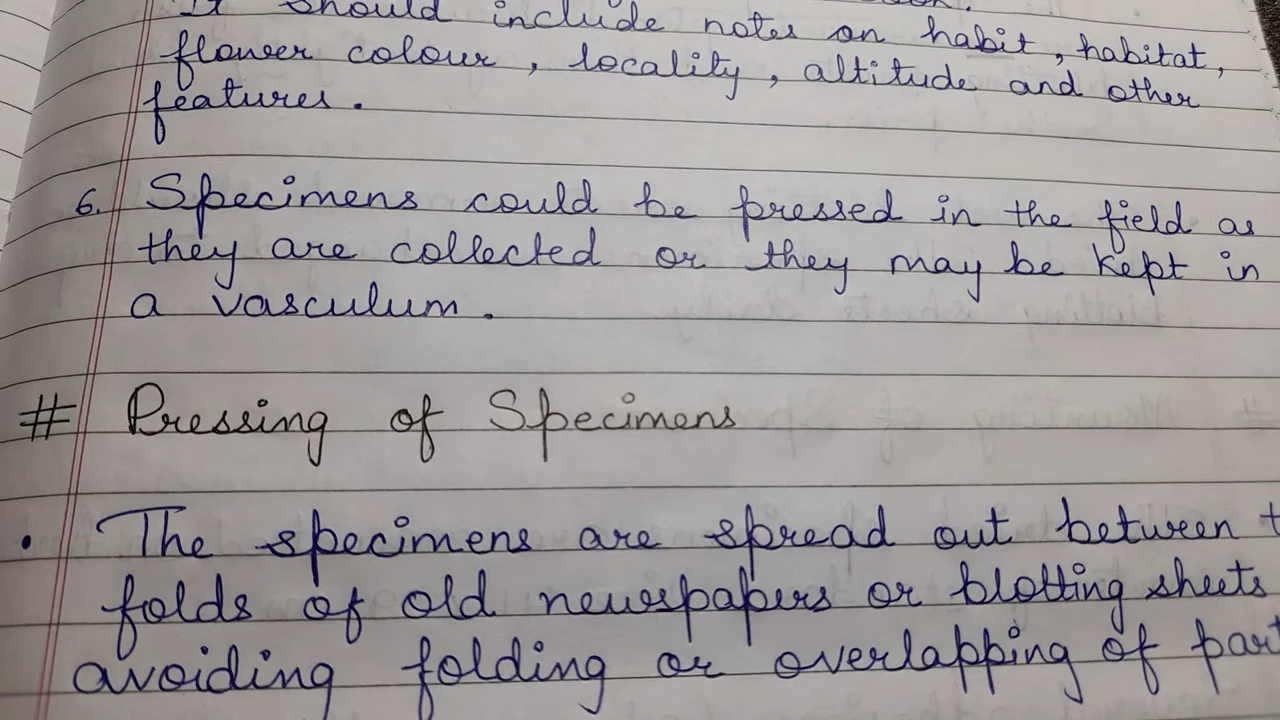 It should include notes on habit, habitat,
flower colour, locality, altitude and other
features.
6. Specimens could be pressed in the field as
they are collected or they may be kept in
a vasculum.
# Pressing of Specimens
• The specimens are spread out between
folds of old newspapers or blotting sheets
avoiding folding or overlapping of